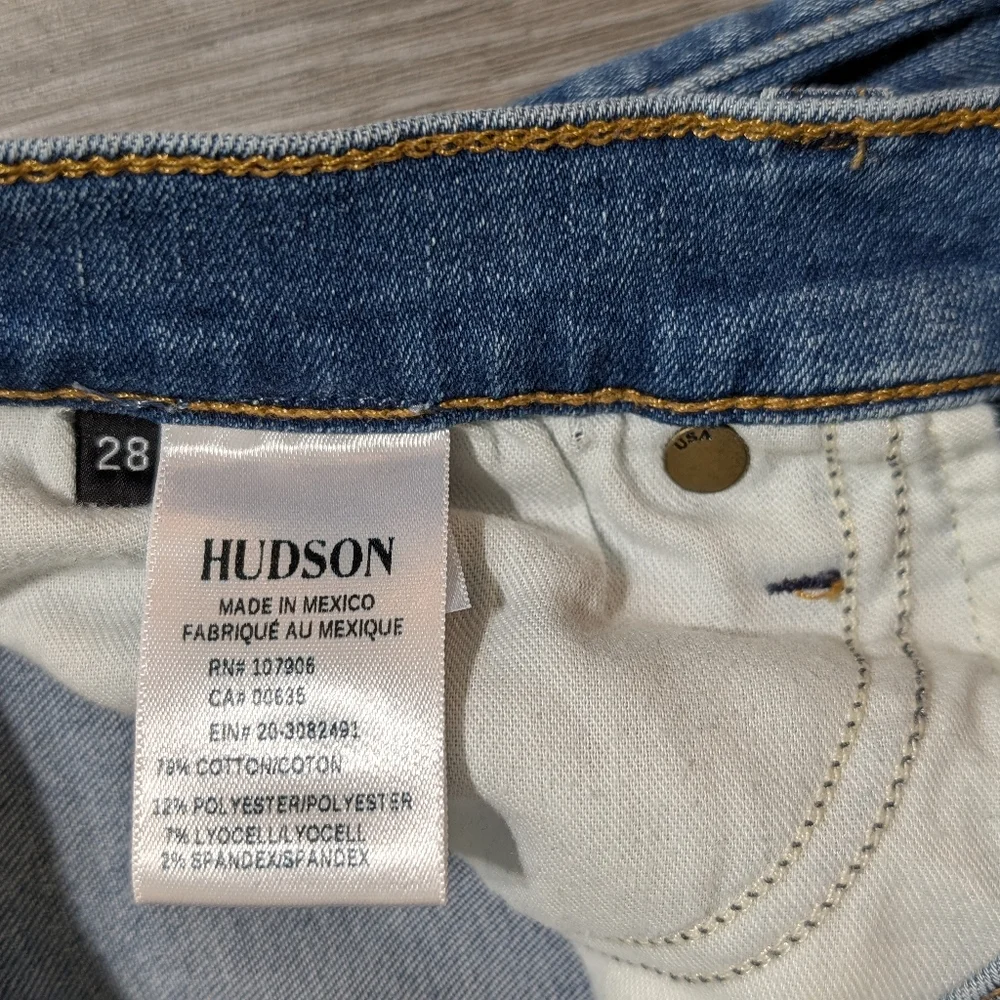 28
HUDSON
MADE IN MEXICO
FABRIQUÉ AU MEXIQUE
RN# 107906
CA# 00635
EIN# 20-3082491
79% COTTON/COTON
12% POLYESTER/POLYESTER
7% LYOCELL/LYOCELL
2% SPANDEX/SPANDEX
USA